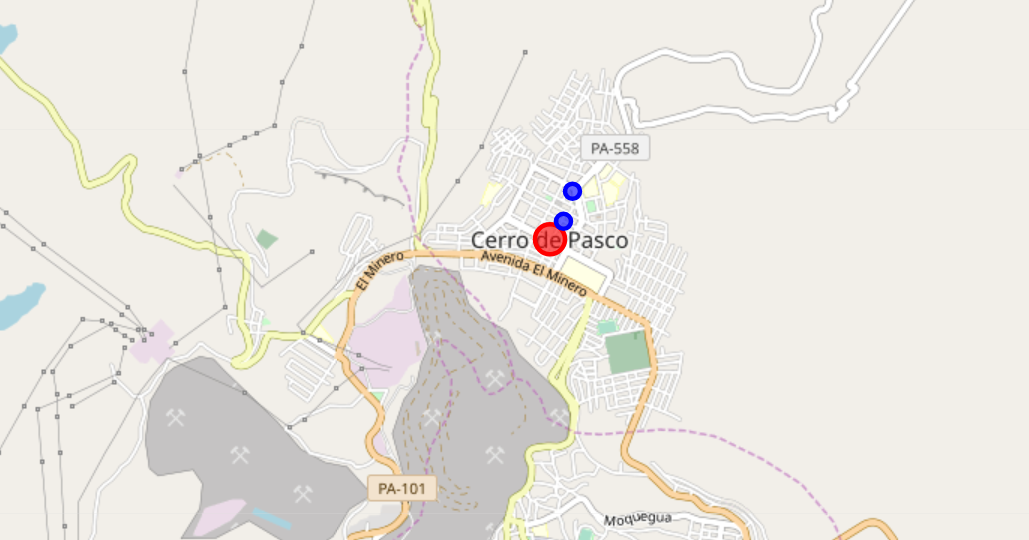 PA-558
Cerro de Pasco
El Minero
Avenida El Minero
PA-101
Moquegua